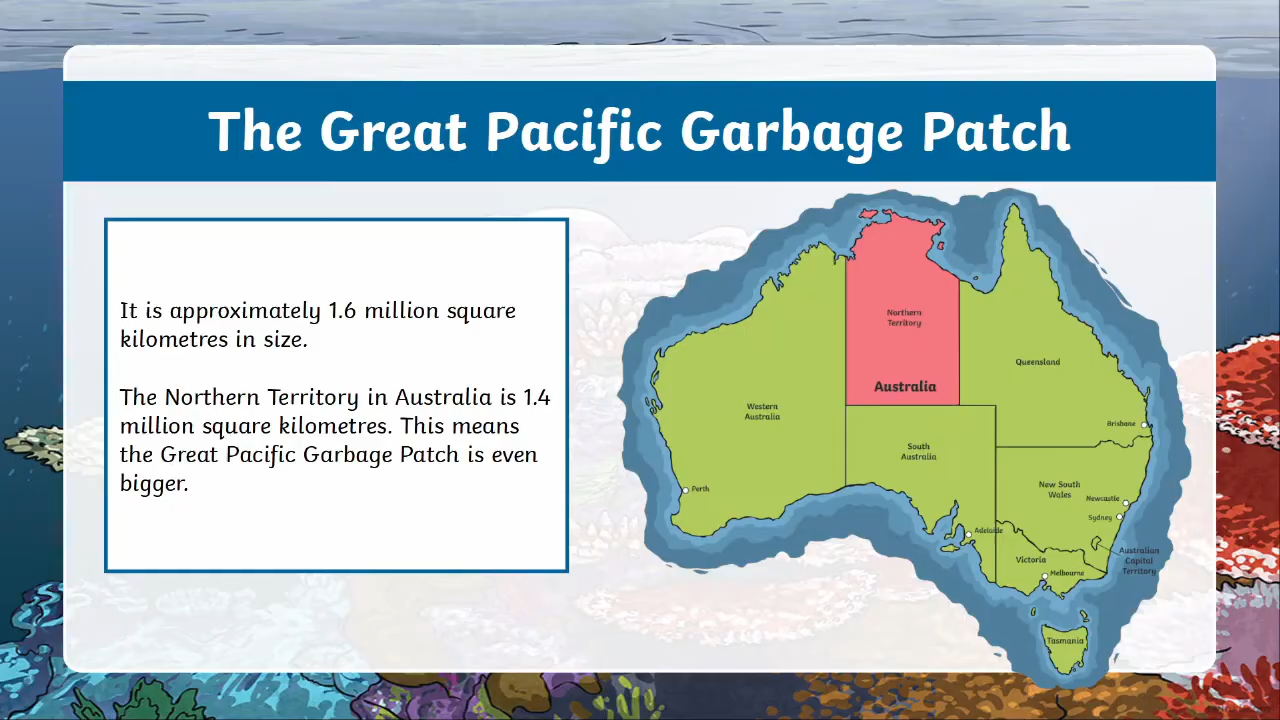 The Great Pacific Garbage Patch
It is approximately 1.6 million square
kilometres in size.
The Northern Territory in Australia is 1.4
million square kilometres. This means
the Great Pacific Garbage Patch is even
bigger.
Northern
Territory
Australia
Queensland
Western
Australia
Brisbane
South
Australia
New South
Wales
Newcastle
Perth
Sydney
Adelaide
Australian
Capital
Territory
Victoria
Melbourne
Tasmania